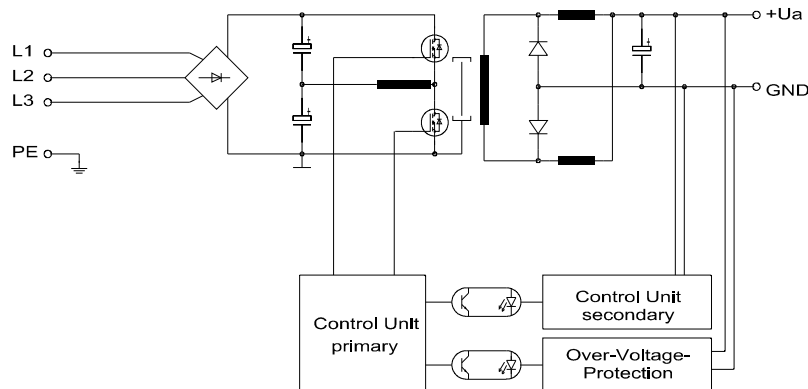 +Ua
L1
L2
GND
L3
PE
Control Unit
primary
Control Unit
secondary
Over-Voltage-
Protection